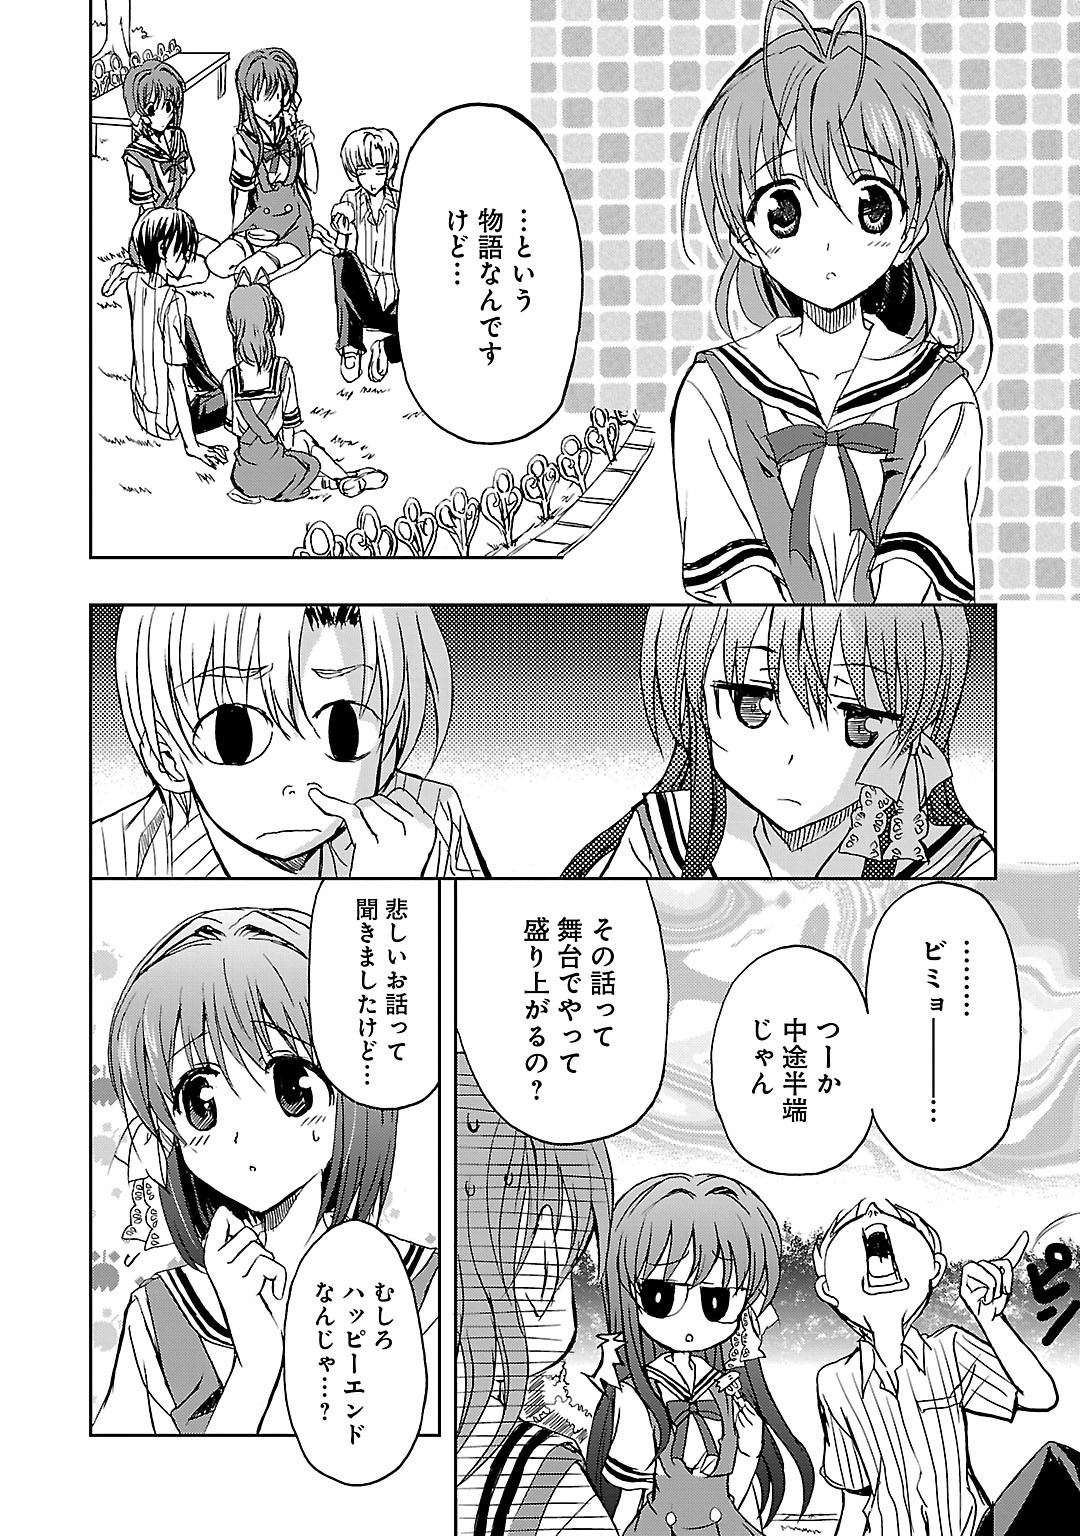 …という
物語なんです
けど…
………
ビミョ――――…
つーか
中途半端
じゃん
その話って
舞台でやって
盛り上がるの？
ピン
悲しいお話って
聞きましたけど…
むしろ
ハッピーエンド
なんじゃ…？